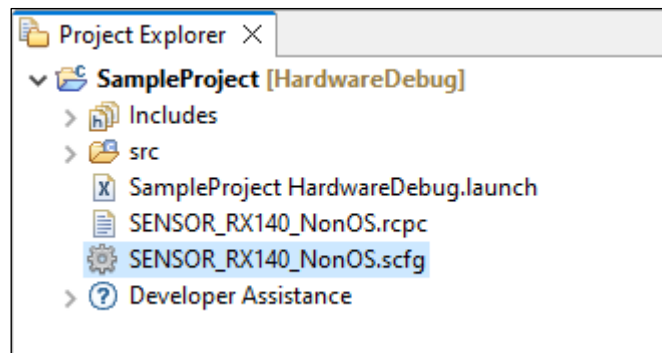 Project Explorer
SampleProject [HardwareDebug]
Includes
src
SampleProject HardwareDebug.launch
SENSOR_RX140_NonOS.rcpc
SENSOR_RX140_NonOS.scfg
Developer Assistance